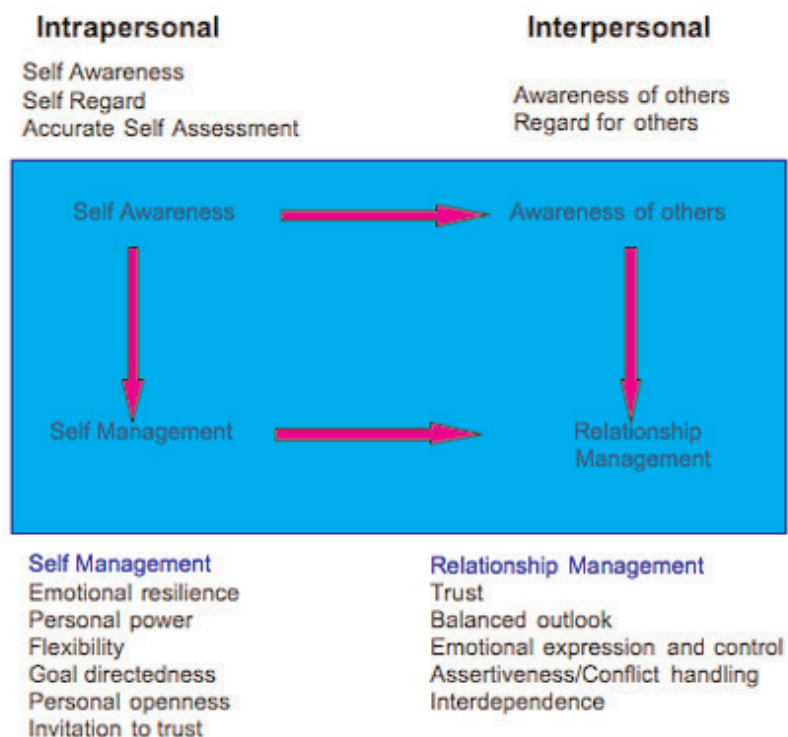 Intrapersonal
Self Awareness
Self Regard
Accurate Self Assessment
Interpersonal
Awareness of others
Regard for others
Self Awareness
Awareness of others
Self Management
Relationship
Management
Self Management
Emotional resilience
Personal power
Flexibility
Goal directedness
Personal openness
Invitation to trust
Relationship Management
Trust
Balanced outlook
Emotional expression and control
Assertiveness/Conflict handling
Interdependence